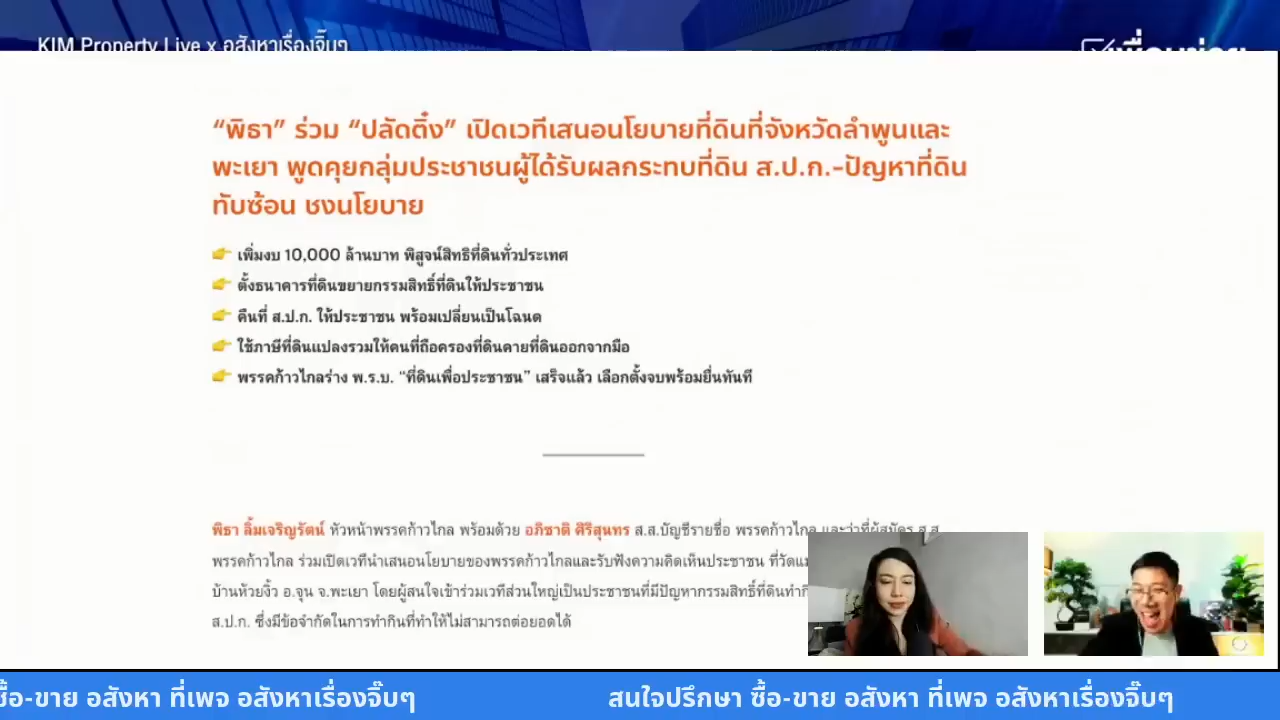 KIM Property Live x อสังหาเรื่องจิ๊บๆ
“พิธา” ร่วม “ปลัดติ๋ง” เปิดเวทีเสนอนโยบายที่ดินที่จังหวัดลำพูนและ
พะเยา พูดคุยกลุ่มประชาชนผู้ได้รับผลกระทบที่ดิน ส.ป.ก.-ปัญหาที่ดิน
ทับซ้อน ชงนโยบาย
👉 เพิ่มงบ 10,000 ล้านบาท พิสูจน์สิทธิที่ดินทั่วประเทศ
👉 ตั้งธนาคารที่ดินขยายกรรมสิทธิ์ที่ดินให้ประชาชน
👉 คืนที่ ส.ป.ก. ให้ประชาชน พร้อมเปลี่ยนเป็นโฉนด
👉 ใช้ภาษีที่ดินแปลงรวมให้คนที่ถือครองที่ดินคายที่ดินออกจากมือ
👉 พรรคก้าวไกลร่าง พ.ร.บ. “ที่ดินเพื่อประชาชน” เสร็จแล้ว เลือกตั้งจบพร้อมยื่นทันที
พิธา ลิ้มเจริญรัตน์ หัวหน้าพรรคก้าวไกล พร้อมด้วย อภิชาติ ศิริสุนทร ส.ส.บัญชีรายชื่อ พรรคก้าวไกล และว่าที่ผู้สมัคร ส.ส.
พรรคก้าวไกล ร่วมเปิดเวทีนำเสนอนโยบายของพรรคก้าวไกลและรับฟังความคิดเห็นประชาชน
บ้านห้วยงิ้ว อ.จุน จ.พะเยา โดยผู้สนใจเข้าร่วมเวทีส่วนใหญ่เป็นประชาชนที่มีปัญหากรรมสิทธิ์ที่ดิน
ส.ป.ก. ซึ่งมีข้อจำกัดในการทำกินที่ทำให้ไม่สามารถต่อยอดได้
ซื้อ-ขาย อสังหา ที่เพจ อสังหาเรื่องจิ๊บๆ สนใจปรึกษา ซื้อ-ขาย อสังหา ที่เพจ อสังหาเรื่องจิ๊บๆ